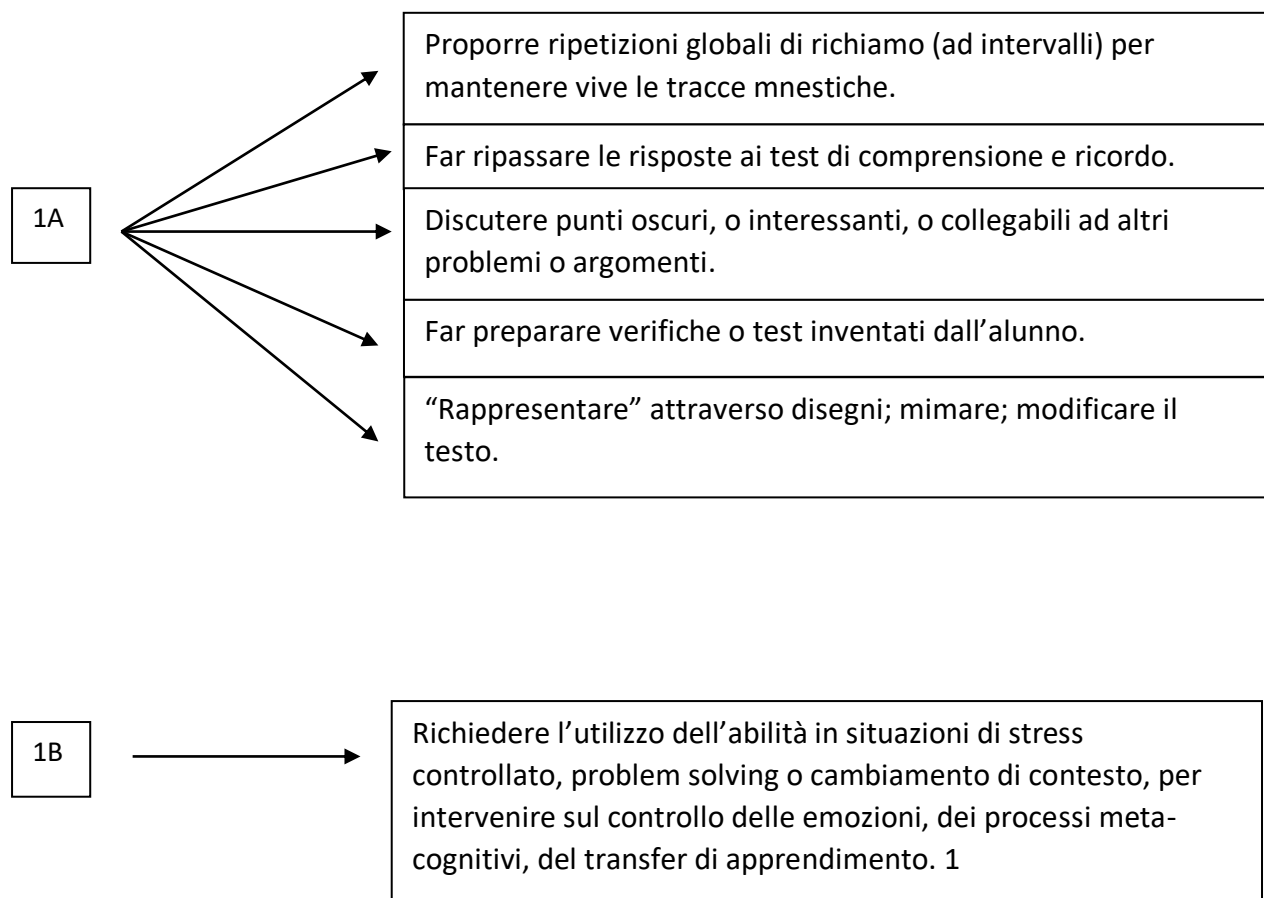 Proporre ripetizioni globali di richiamo (ad intervalli) per
mantenere vive le tracce mnestiche.
Far ripassare le risposte ai test di comprensione e ricordo.
1A
Discutere punti oscuri, o interessanti, o collegabili ad altri
problemi o argomenti.
Far preparare verifiche o test inventati dall’alunno.
“Rappresentare” attraverso disegni; mimare; modificare il
testo.
1B
Richiedere l’utilizzo dell’abilità in situazioni di stress
controllato, problem solving o cambiamento di contesto, per
intervenire sul controllo delle emozioni, dei processi meta-
cognitivi, del transfer di apprendimento. 1